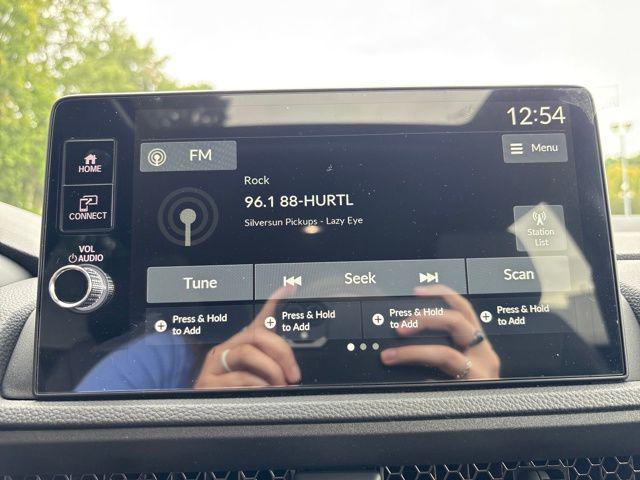 12:54
HOME
FM
Menu
Rock
96.1 88-HURTL
Silversun Pickups - Lazy Eye
CONNECT
Station
List
VOL
AUDIO
Tune
Seek
Scan
Press & Hold
to Add
Press & Hold
to Add
Press & Hold
to Add
Press & Hold
to Add